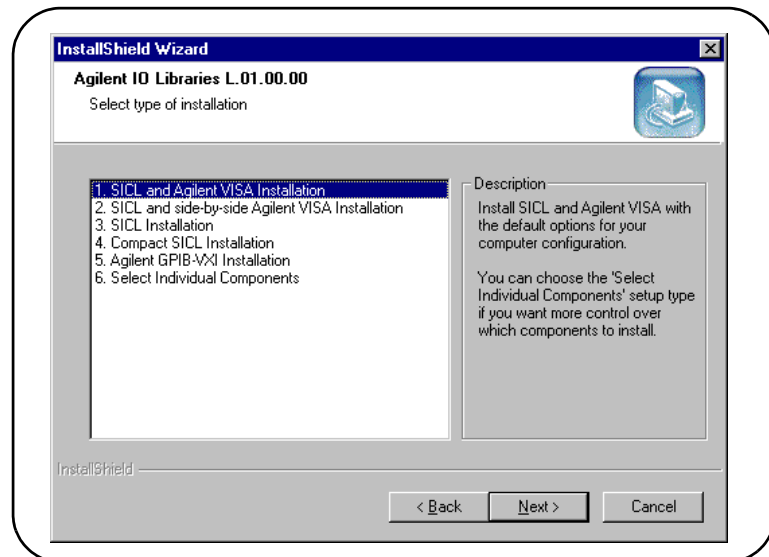 InstallShield Wizard
Agilent IO Libraries L.01.00.00
Select type of installation
1. SICL and Agilent VISA Installation
2. SICL and side-by-side Agilent VISA Installation
3. SICL Installation
4. Compact SICL Installation
5. Agilent GPIB-VXI Installation
6. Select Individual Components
Description
Install SICL and Agilent VISA with
the default options for your
computer configuration.
You can choose the 'Select
Individual Components' setup type
if you want more control over
which components to install.
InstallShield
< Back
Next >
Cancel